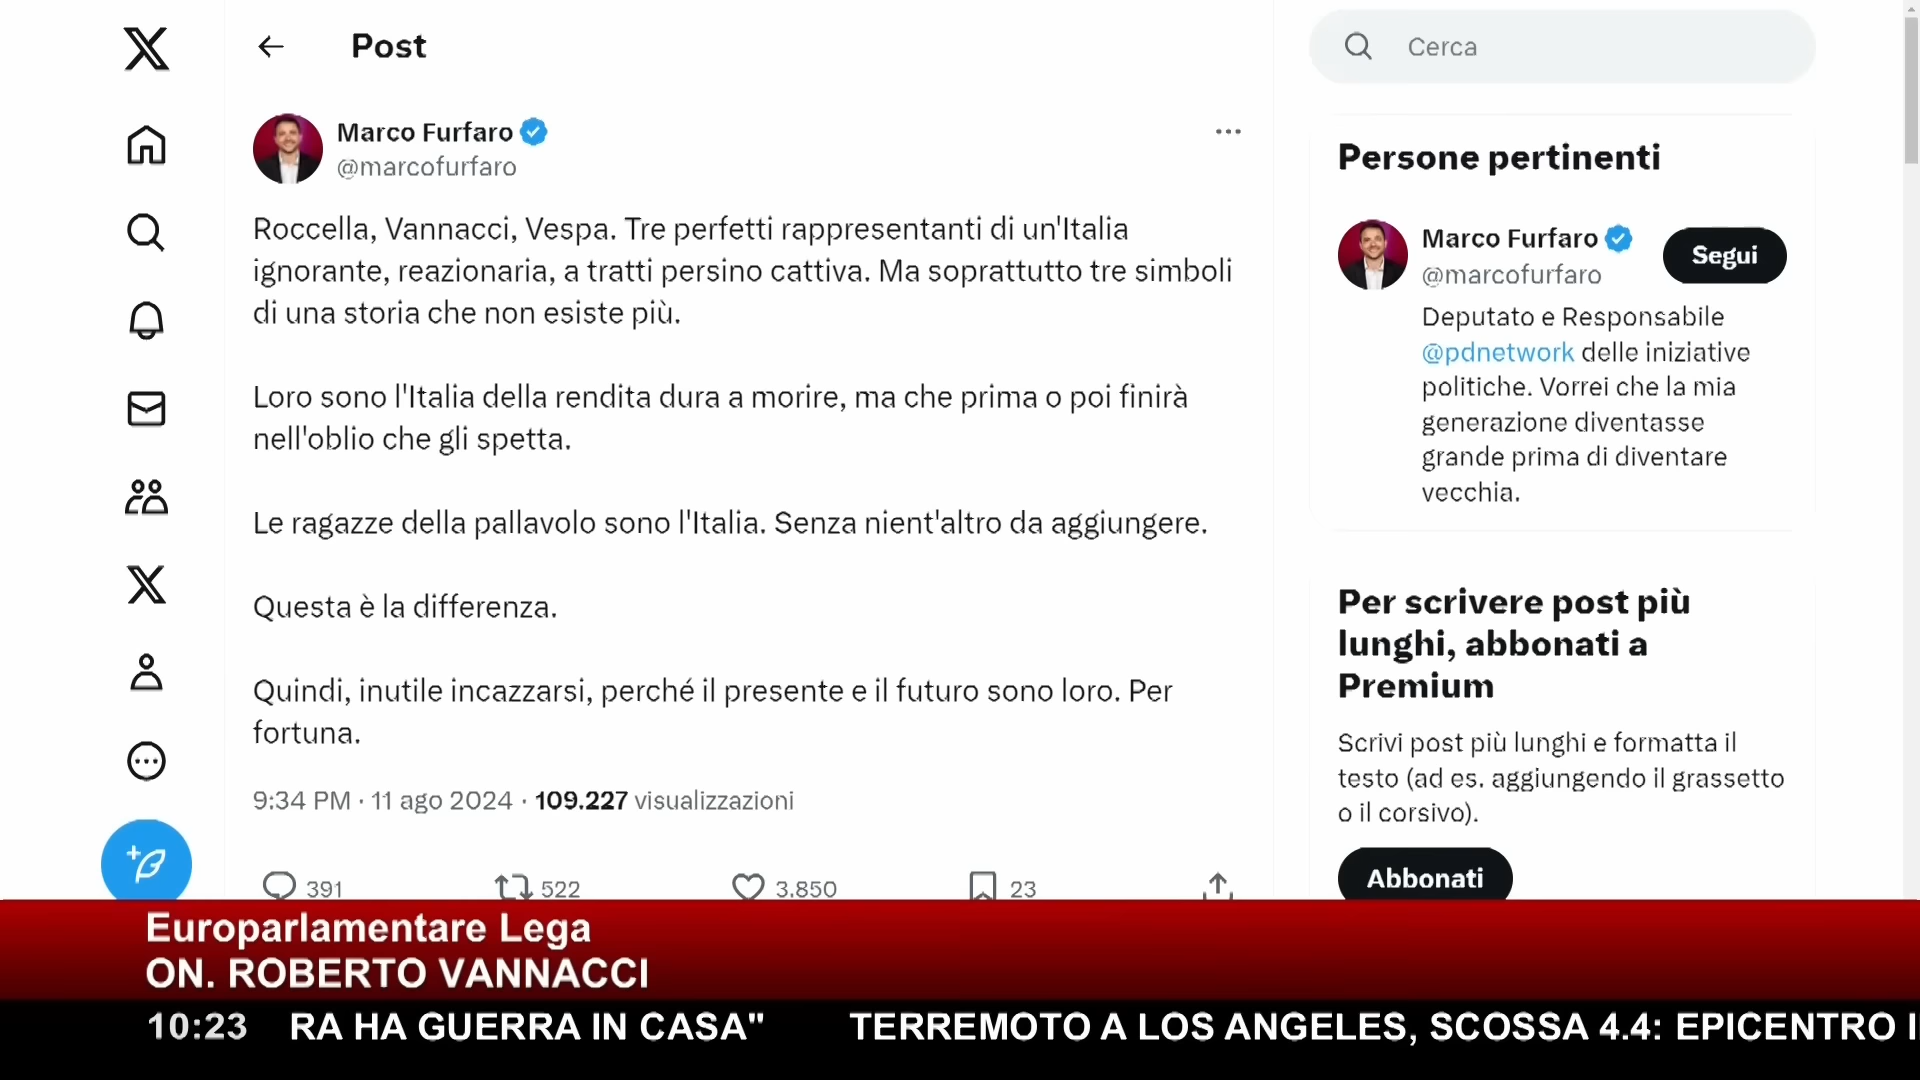 Post
Marco Furfaro
@marcofurfaro
Roccella, Vannacci, Vespa. Tre perfetti rappresentanti di un'Italia
ignorante, reazionaria, a tratti persino cattiva. Ma soprattutto tre simboli
di una storia che non esiste più.
Loro sono l'Italia della rendita dura a morire, ma che prima o poi finirà
nell'oblio che gli spetta.
Le ragazze della pallavolo sono l'Italia. Senza nient'altro da aggiungere.
Questa è la differenza.
Quindi, inutile incazzarsi, perché il presente e il futuro sono loro. Per
fortuna.
9:34 PM · 11 ago 2024 · 109.227 visualizzazioni
391 522 3.850 23
Cerca
Persone pertinenti
Marco Furfaro
@marcofurfaro
Segui
Deputato e Responsabile
@pdnetwork delle iniziative
politiche. Vorrei che la mia
generazione diventasse
grande prima di diventare
vecchia.
Per scrivere post più
lunghi, abbonati a
Premium
Scrivi post più lunghi e formatta il
testo (ad es. aggiungendo il grassetto
o il corsivo).
Abbonati
Europarlamentare Lega
ON. ROBERTO VANNACCI
10:23 RA HA GUERRA IN CASA" TERREMOTO A LOS ANGELES, SCOSSA 4.4: EPICENTRO